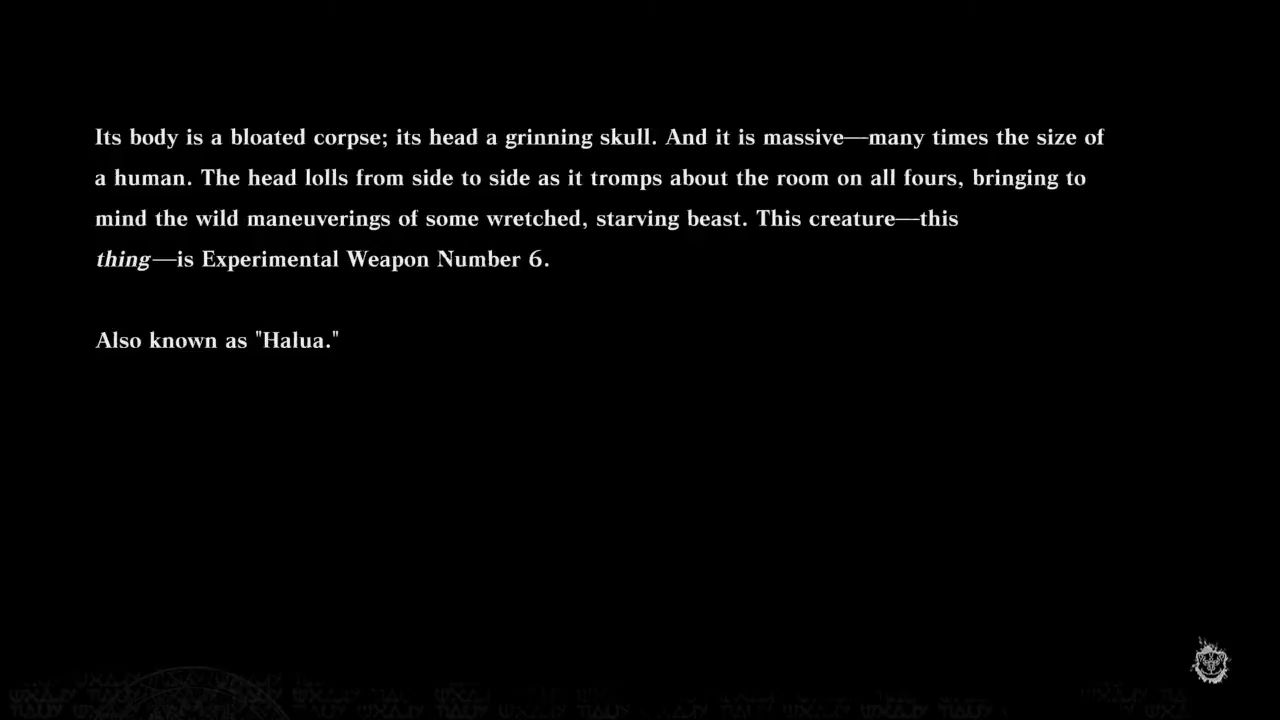 Its body is a bloated corpse; its head a grinning skull. And it is massive—many times the size of
a human. The head lolls from side to side as it tromps about the room on all fours, bringing to
mind the wild maneuverings of some wretched, starving beast. This creature—this
thing—is Experimental Weapon Number 6.
Also known as "Halua."